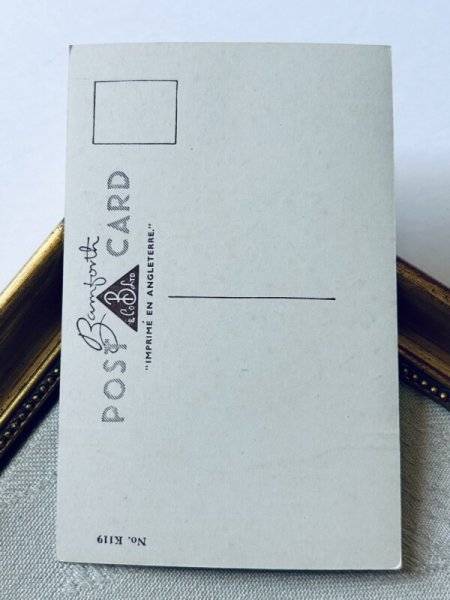 POST CARD
Bamforth
& Co B LTD
"IMPRIMÉ EN ANGLETERRE."
No. K119